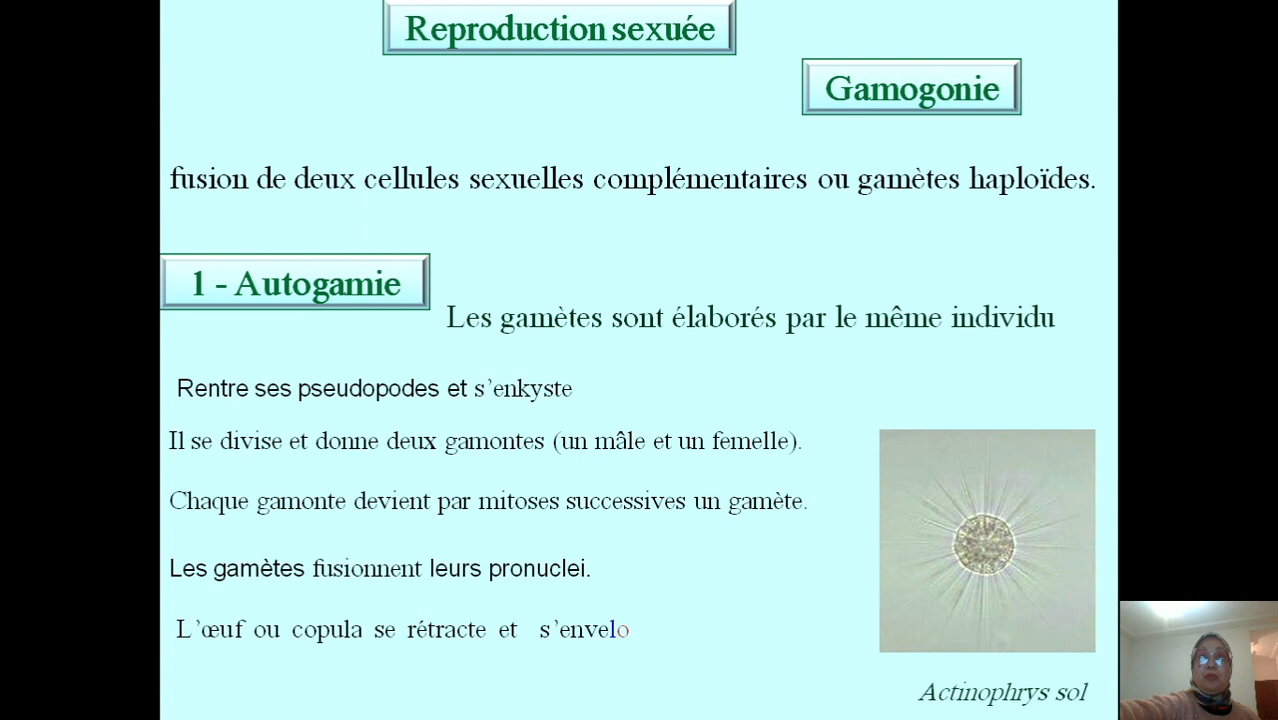 Reproduction sexuée
Gamogonie
fusion de deux cellules sexuelles complémentaires ou gamètes haploïdes.
1 - Autogamie
Les gamètes sont élaborés par le même individu
Rentre ses pseudopodes et s’enkyste
Il se divise et donne deux gamontes (un mâle et un femelle).
Chaque gamonte devient par mitoses successives un gamète.
Les gamètes fusionnent leurs pronuclei.
L’œuf ou copula se rétracte et s’envelo
Actinophrys sol